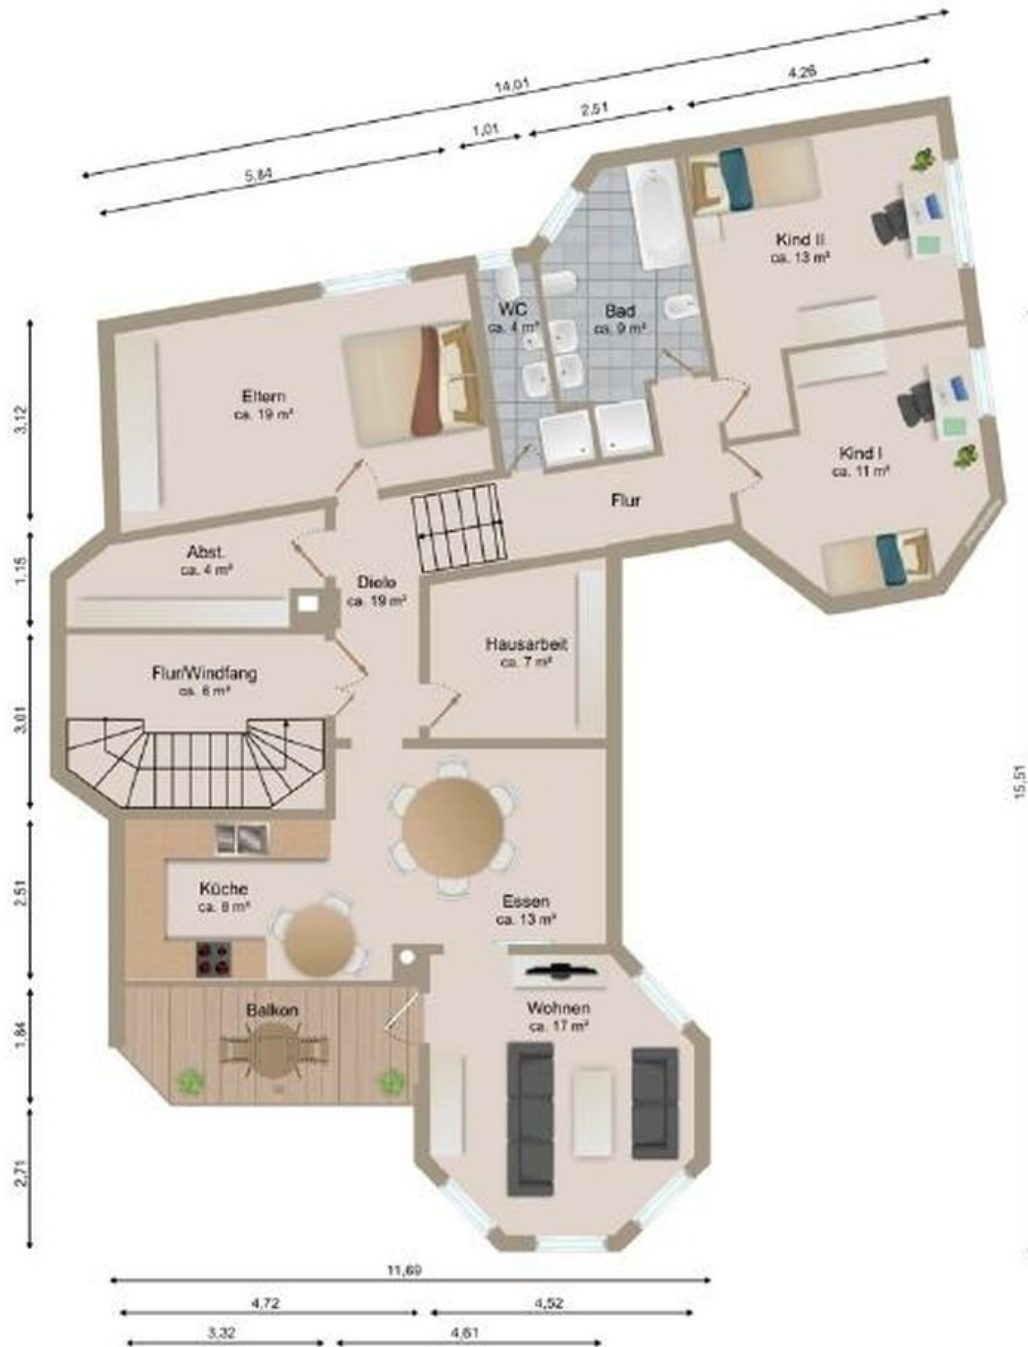 14,01
4,26
2,51
1,01
5,84
Kind II
ca. 13 m²
WC
ca. 4 m²
Bad
ca. 9 m²
Eltern
ca. 19 m²
3,12
Kind I
ca. 11 m²
Flur
Abst.
ca. 4 m²
1,15
Diele
ca. 19 m²
Hausarbeit
ca. 7 m²
Flur/Windfang
ca. 6 m²
3,01
15,51
Küche
ca. 8 m²
2,51
Essen
ca. 13 m²
Balkon
Wohnen
ca. 17 m²
1,84
2,71
11,69
4,72
4,52
3,32
4,61